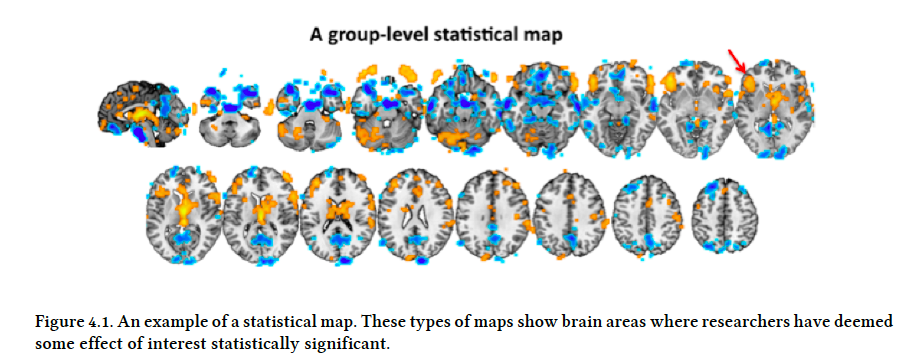 A group-level statistical map
Figure 4.1. An example of a statistical map. These types of maps show brain areas where researchers have deemed
some effect of interest statistically significant.